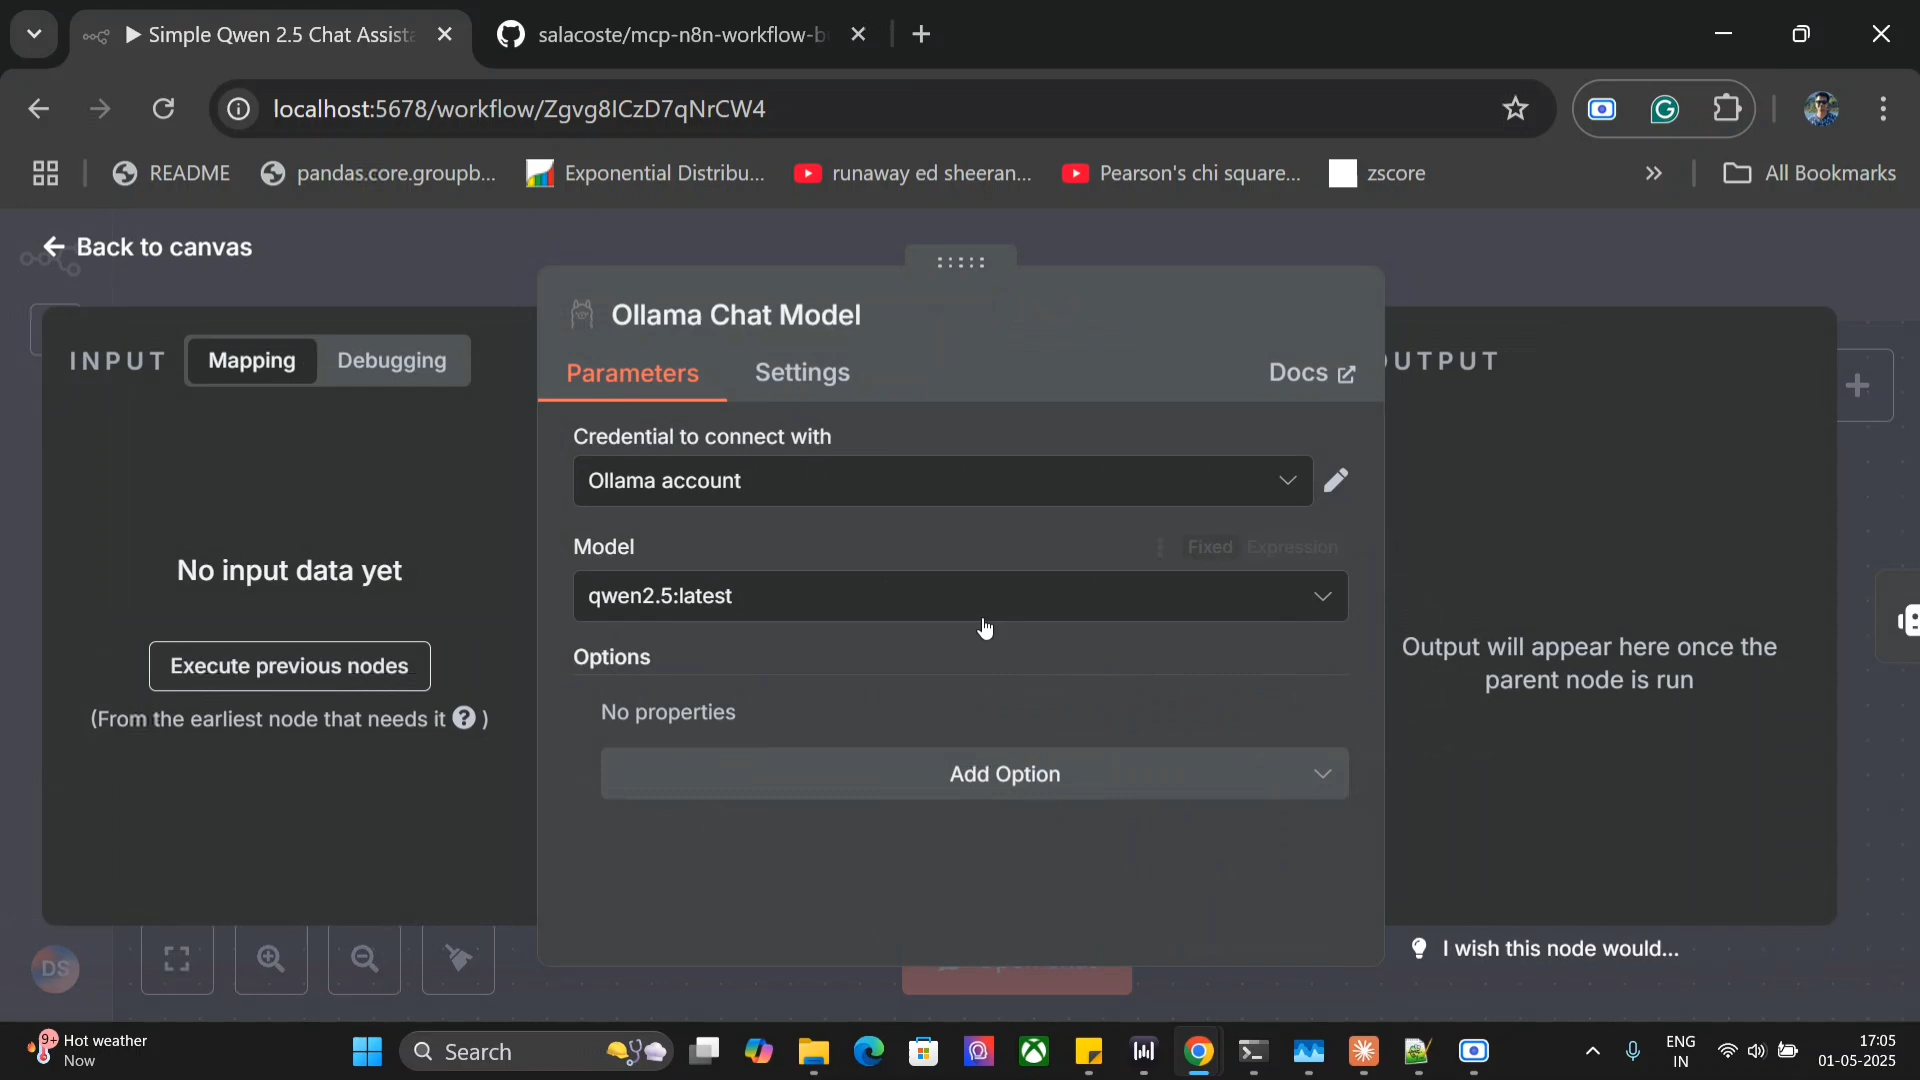 Simple Qwen 2.5 Chat Assista
salacoste/mcp-n8n-workflow-b
localhost:5678/workflow/Zgvg8ICzD7qNrCW4
README
pandas.core.groupb...
Exponential Distribu...
runaway ed sheeran...
Pearson's chi square...
zscore
All Bookmarks
Back to canvas
INPUT
Mapping
Debugging
No input data yet
Execute previous nodes
(From the earliest node that needs it ? )
Ollama Chat Model
Parameters
Settings
Docs
Credential to connect with
Ollama account
Model
Fixed
Expression
qwen2.5:latest
Options
No properties
Add Option
UTPUT
Output will appear here once the
parent node is run
I wish this node would...
DS
9+
Hot weather
Now
Search
ENG
IN
17:05
01-05-2025